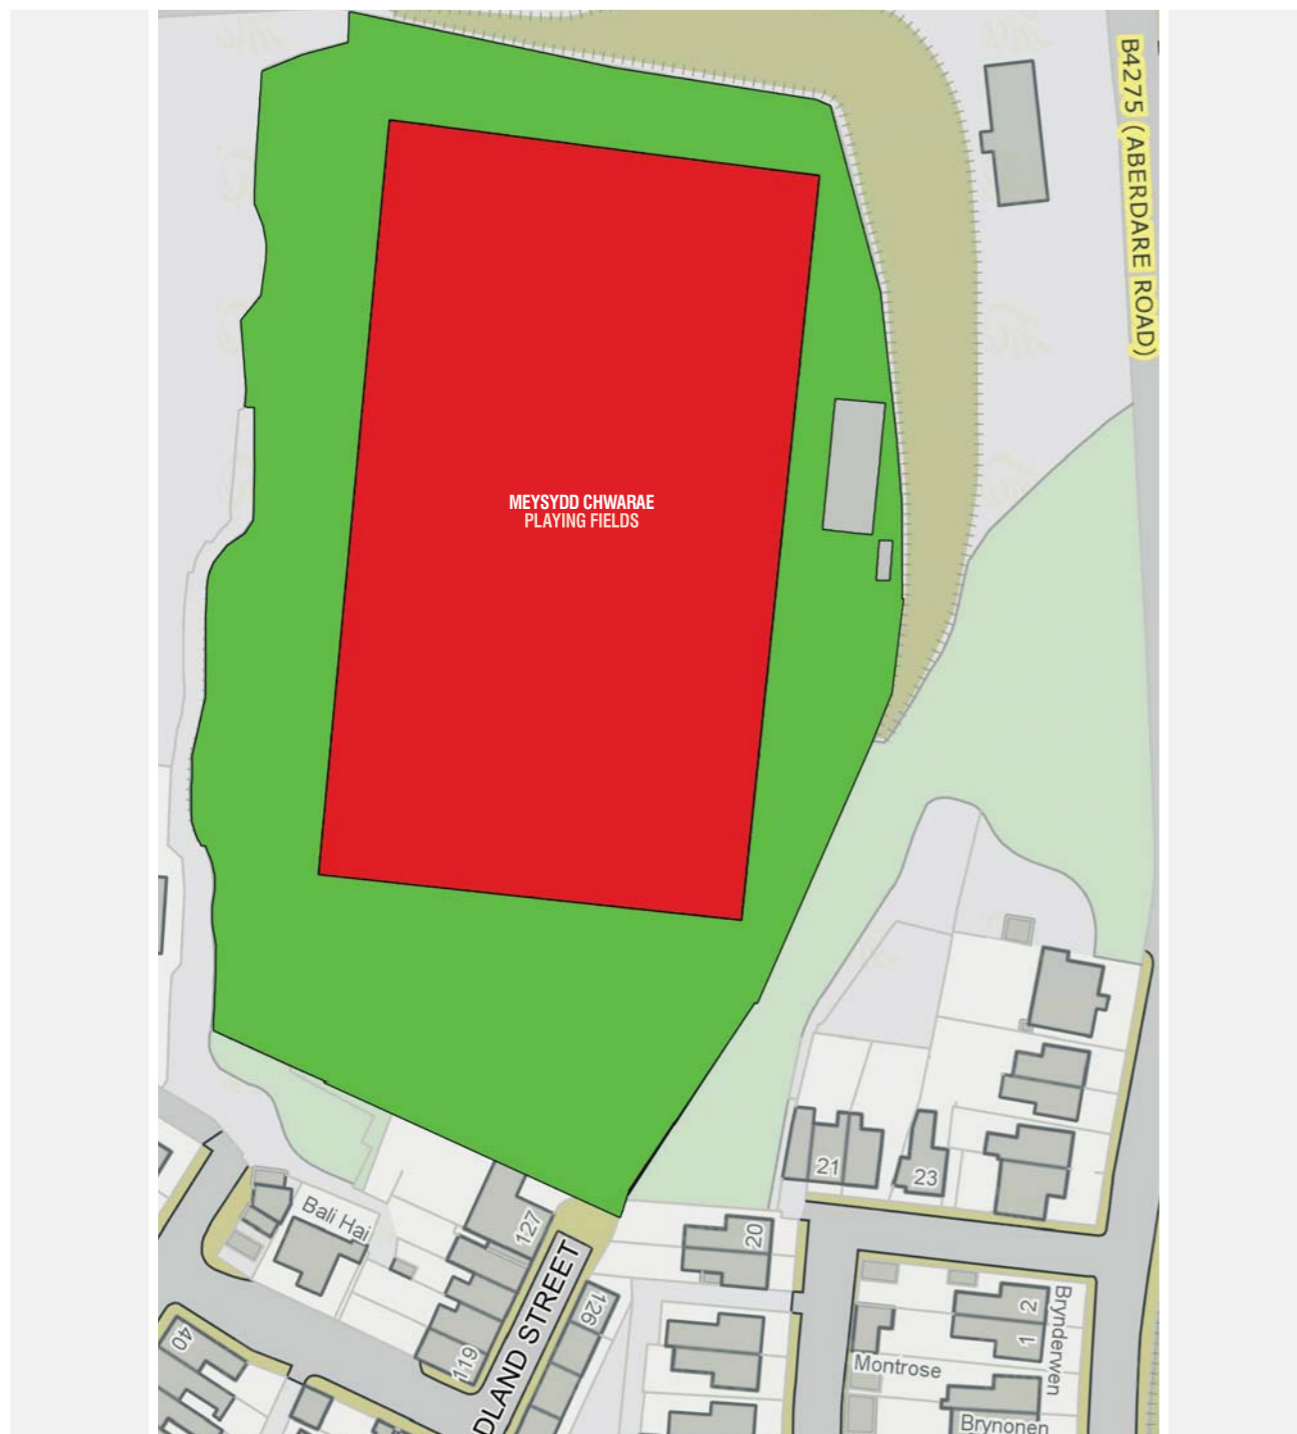 B4275 (ABERDARE ROAD)
MEYSYDD CHWARAE
PLAYING FIELDS
21
23
Bali Hai
127
20
DLAND STREET
126
119
40
2
1
Brynderwen
Montrose
Brynonen